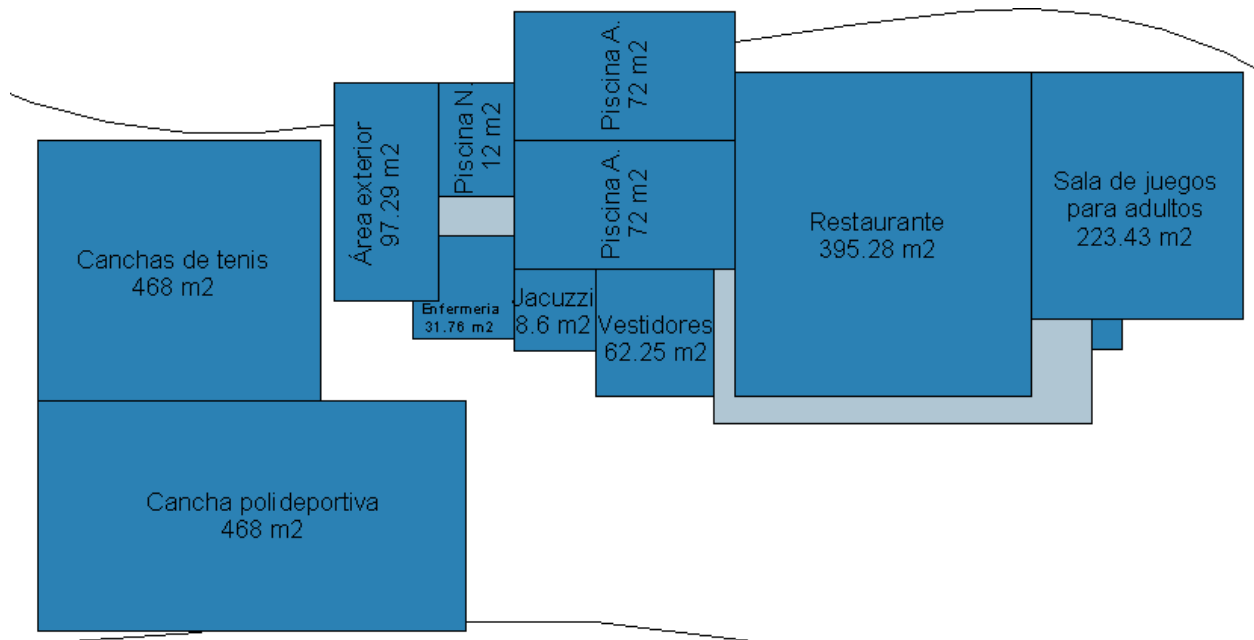 Piscina A.
72 m2
Piscina N.
12 m2
Área exterior
97.29 m2
Piscina A.
72 m2
Restaurante
395.28 m2
Sala de juegos
para adultos
223.43 m2
Canchas de tenis
468 m2
Enfermeria
31.76 m2
Jacuzzi
8.6 m2
Vestidores
62.25 m2
Cancha polideportiva
468 m2